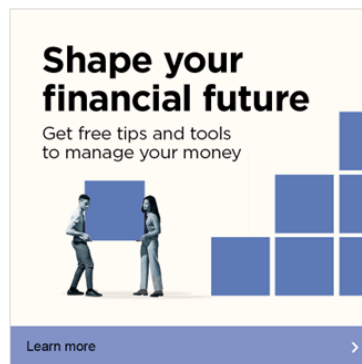 Shape your
financial future
Get free tips and tools
to manage your money
Learn more